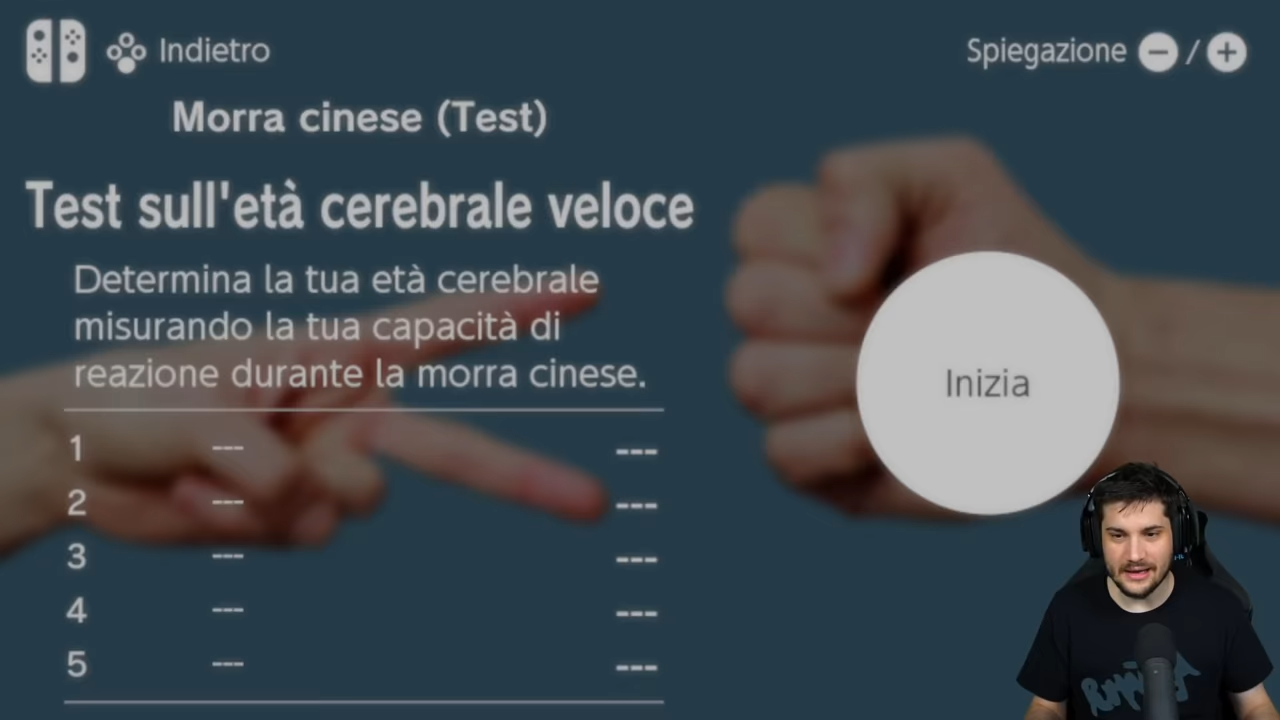 Indietro
Spiegazione - / +
Morra cinese (Test)
Test sull'età cerebrale veloce
Determina la tua età cerebrale
misurando la tua capacità di
reazione durante la morra cinese.
1 --- ---
2 --- ---
3 --- ---
4 --- ---
5 --- ---
Inizia